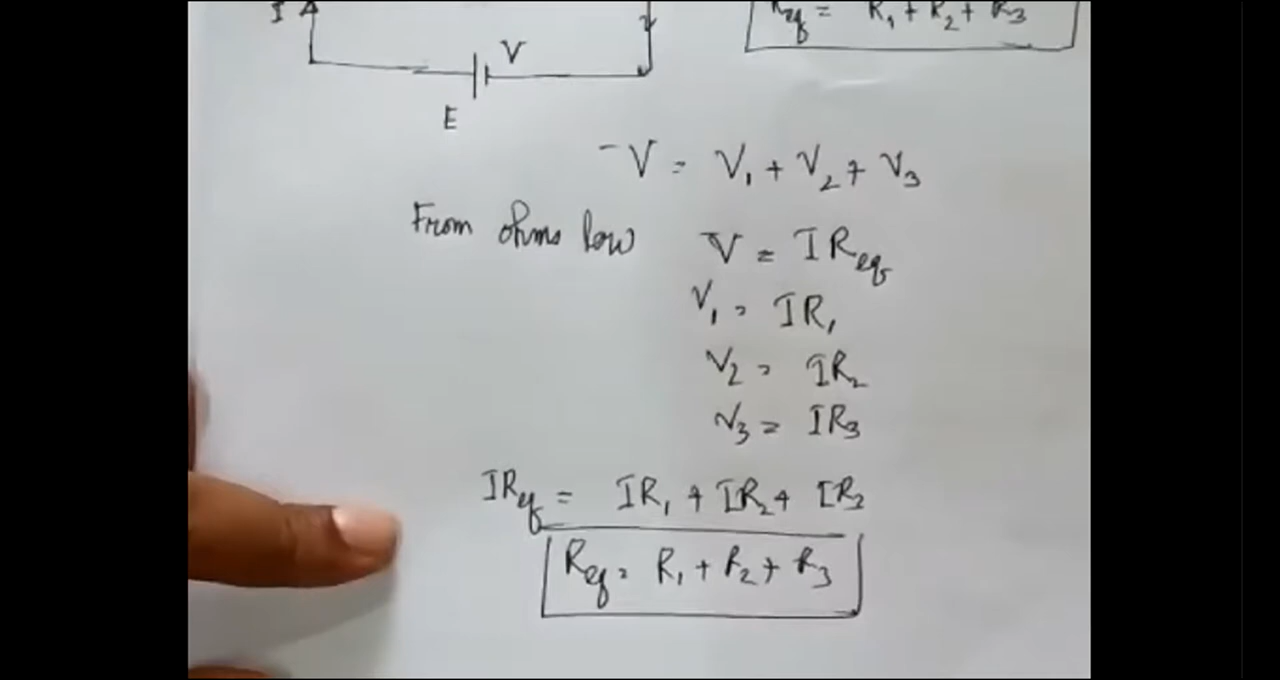 I
Req = R1 + R2 + R3
V
E
- V = V1 + V2 + V3
From ohms low V = IReq
V1 = IR1
V2 = IR2
V3 = IR3
IReq = IR1 + IR2 + IR3
Req = R1 + R2 + R3